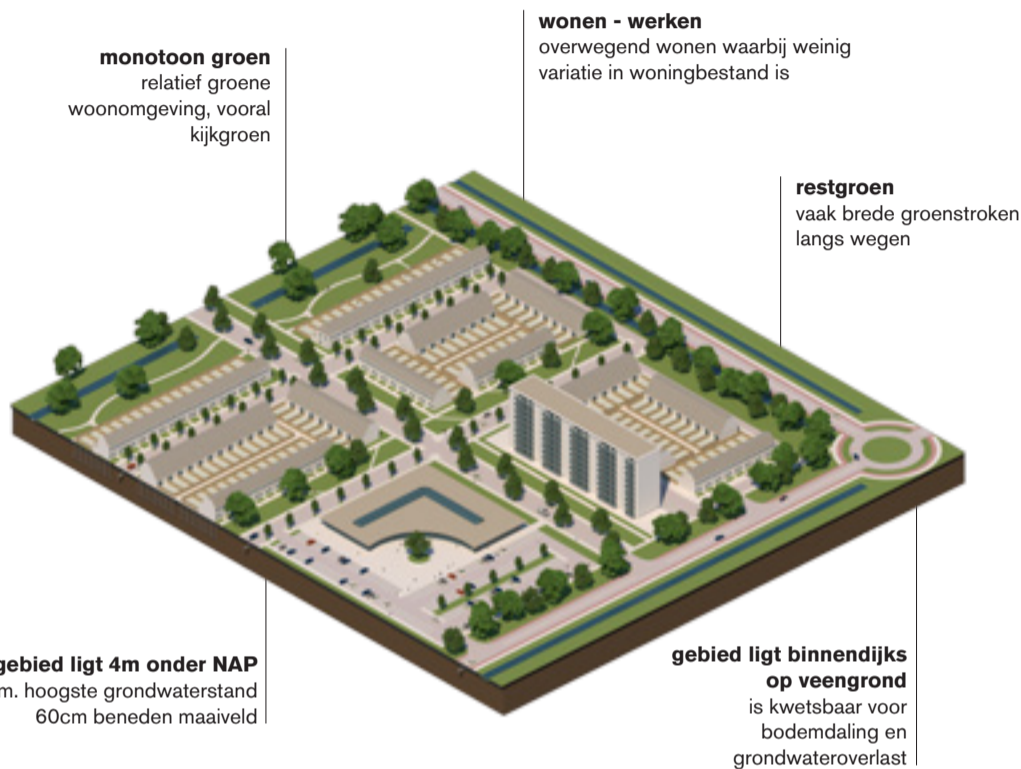 wonen - werken
overwegend wonen waarbij weinig
variatie in woningbestand is
monotoon groen
relatief groene
woonomgeving, vooral
kijkgroen
restgroen
vaak brede groenstroken
langs wegen
gebied ligt 4m onder NAP
m. hoogste grondwaterstand
60cm beneden maaiveld
gebied ligt binnendijks
op veengrond
is kwetsbaar voor
bodemdaling en
grondwateroverlast